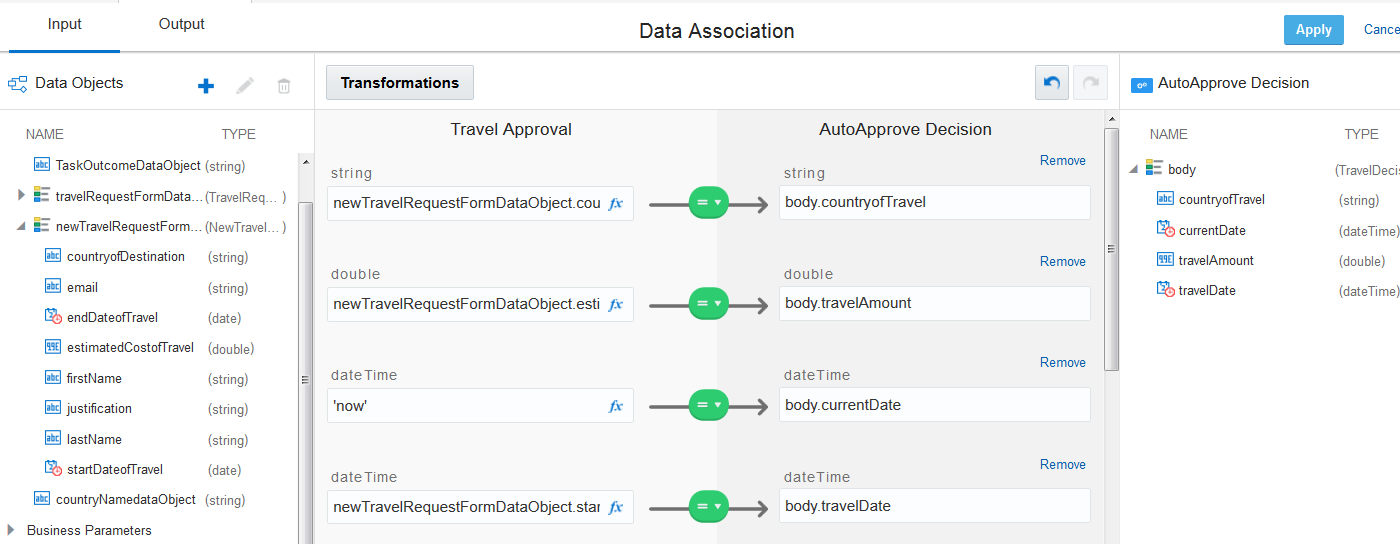 Input Output
Data Association
Apply Cance
Data Objects
NAME TYPE
TaskOutcomeDataObject (string)
travelRequestFormData... (TravelReq... )
newTravelRequestForm... (NewTravel... )
countryofDestination (string)
email (string)
endDateofTravel (date)
estimatedCostofTravel (double)
firstName (string)
justification (string)
lastName (string)
startDateofTravel (date)
countryNamedataObject (string)
Business Parameters
Transformations
Travel Approval AutoApprove Decision
Remove
string string
newTravelRequestFormDataObject.cou fx = body.countryofTravel
Remove
double double
newTravelRequestFormDataObject.esti fx = body.travelAmount
Remove
dateTime dateTime
'now' fx = body.currentDate
Remove
dateTime dateTime
newTravelRequestFormDataObject.star fx = body.travelDate
AutoApprove Decision
NAME TYPE
body (TravelDecis
countryofTravel (string)
currentDate (dateTime)
travelAmount (double)
travelDate (dateTime)